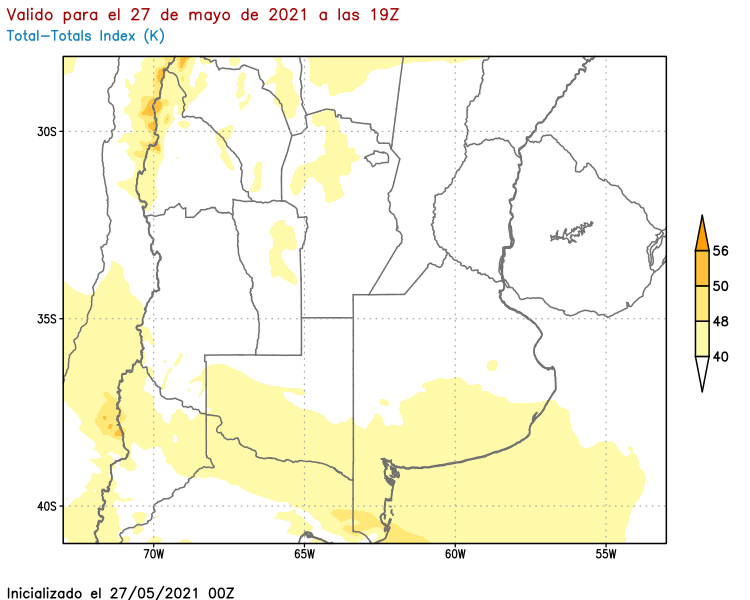 Valido para el 27 de mayo de 2021 a las 19Z
Total-Totals Index (K)
30S
35S
40S
70W 65W 60W 55W
56
50
48
40
Inicializado el 27/05/2021 00Z